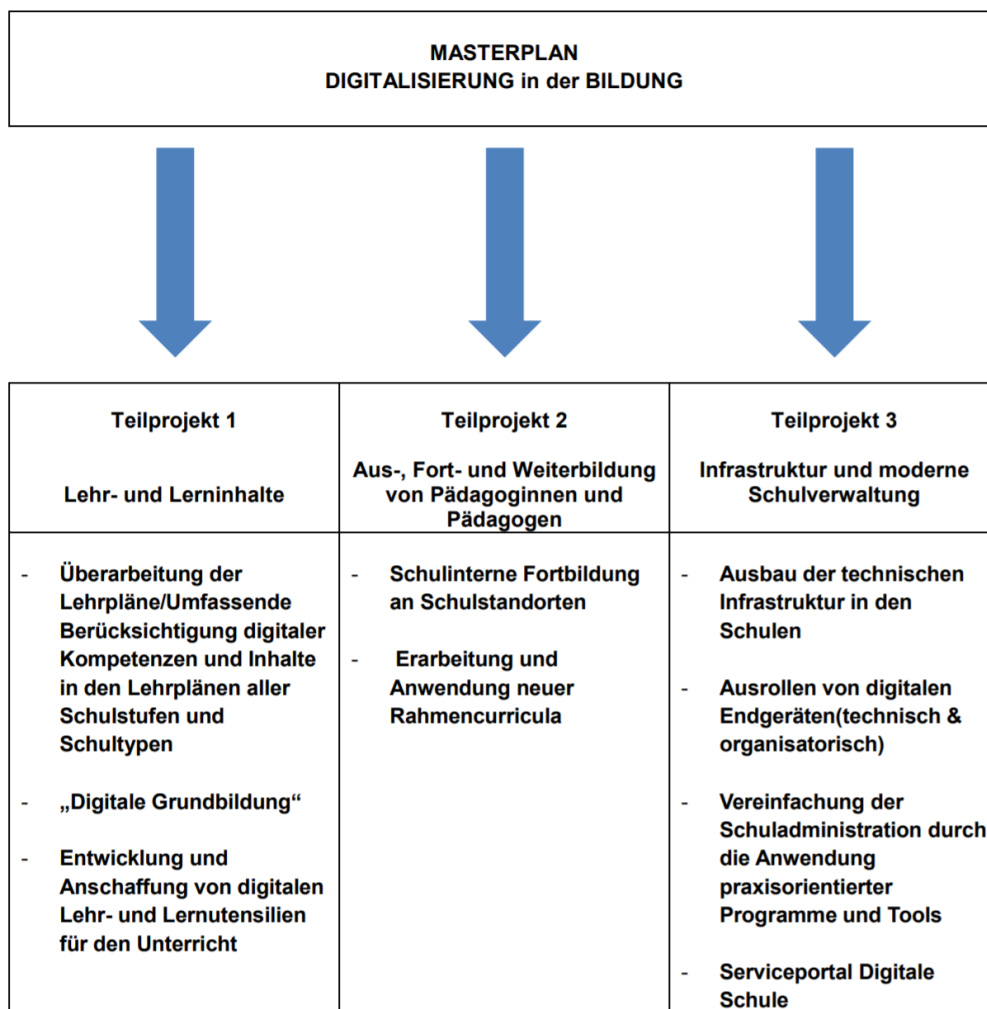 MASTERPLAN
DIGITALISIERUNG in der BILDUNG
Teilprojekt 1
Lehr- und Lerninhalte
Teilprojekt 2
Aus-, Fort- und Weiterbildung
von Pädagoginnen und
Pädagogen
Teilprojekt 3
Infrastruktur und moderne
Schulverwaltung
- Überarbeitung der
Lehrpläne/Umfassende
Berücksichtigung digitaler
Kompetenzen und Inhalte
in den Lehrplänen aller
Schulstufen und
Schultypen
- „Digitale Grundbildung“
- Entwicklung und
Anschaffung von digitalen
Lehr- und Lernutensilien
für den Unterricht
- Schulinterne Fortbildung
an Schulstandorten
- Erarbeitung und
Anwendung neuer
Rahmencurricula
- Ausbau der technischen
Infrastruktur in den
Schulen
- Ausrollen von digitalen
Endgeräten(technisch &
organisatorisch)
- Vereinfachung der
Schuladministration durch
die Anwendung
praxisorientierter
Programme und Tools
- Serviceportal Digitale
Schule